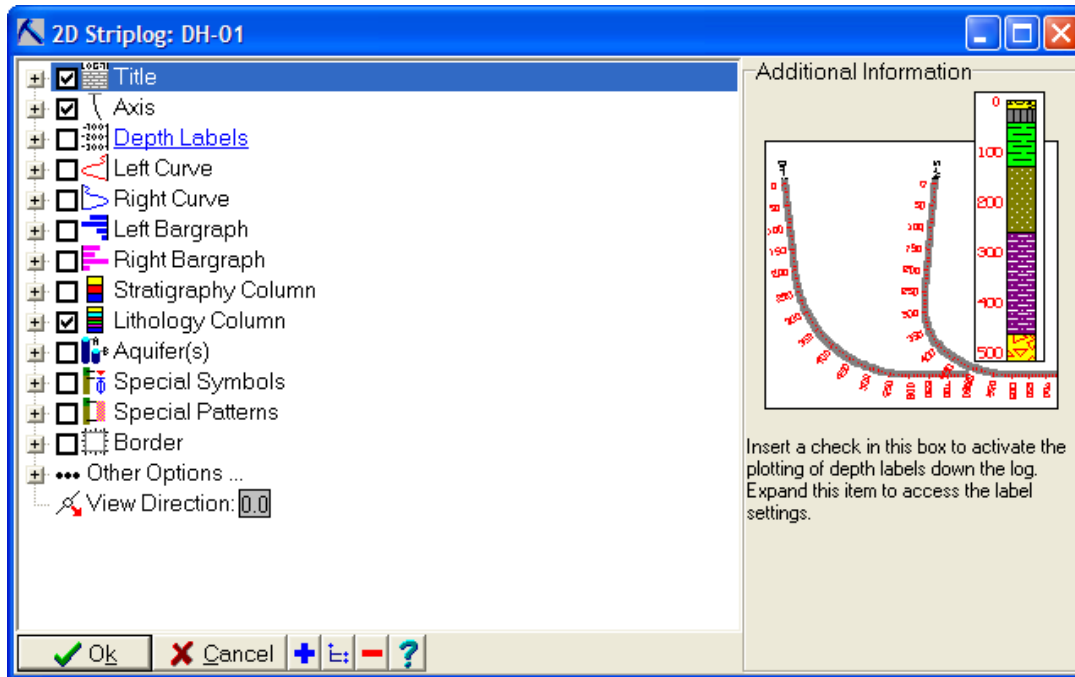 2D Striplog: DH-01
Title
Axis
Depth Labels
Left Curve
Right Curve
Left Bargraph
Right Bargraph
Stratigraphy Column
Lithology Column
Aquifer(s)
Special Symbols
Special Patterns
Border
Other Options ...
View Direction: 0.0
Ok
Cancel
Additional Information
0
100
200
300
400
500
Insert a check in this box to activate the
plotting of depth labels down the log.
Expand this item to access the label
settings.